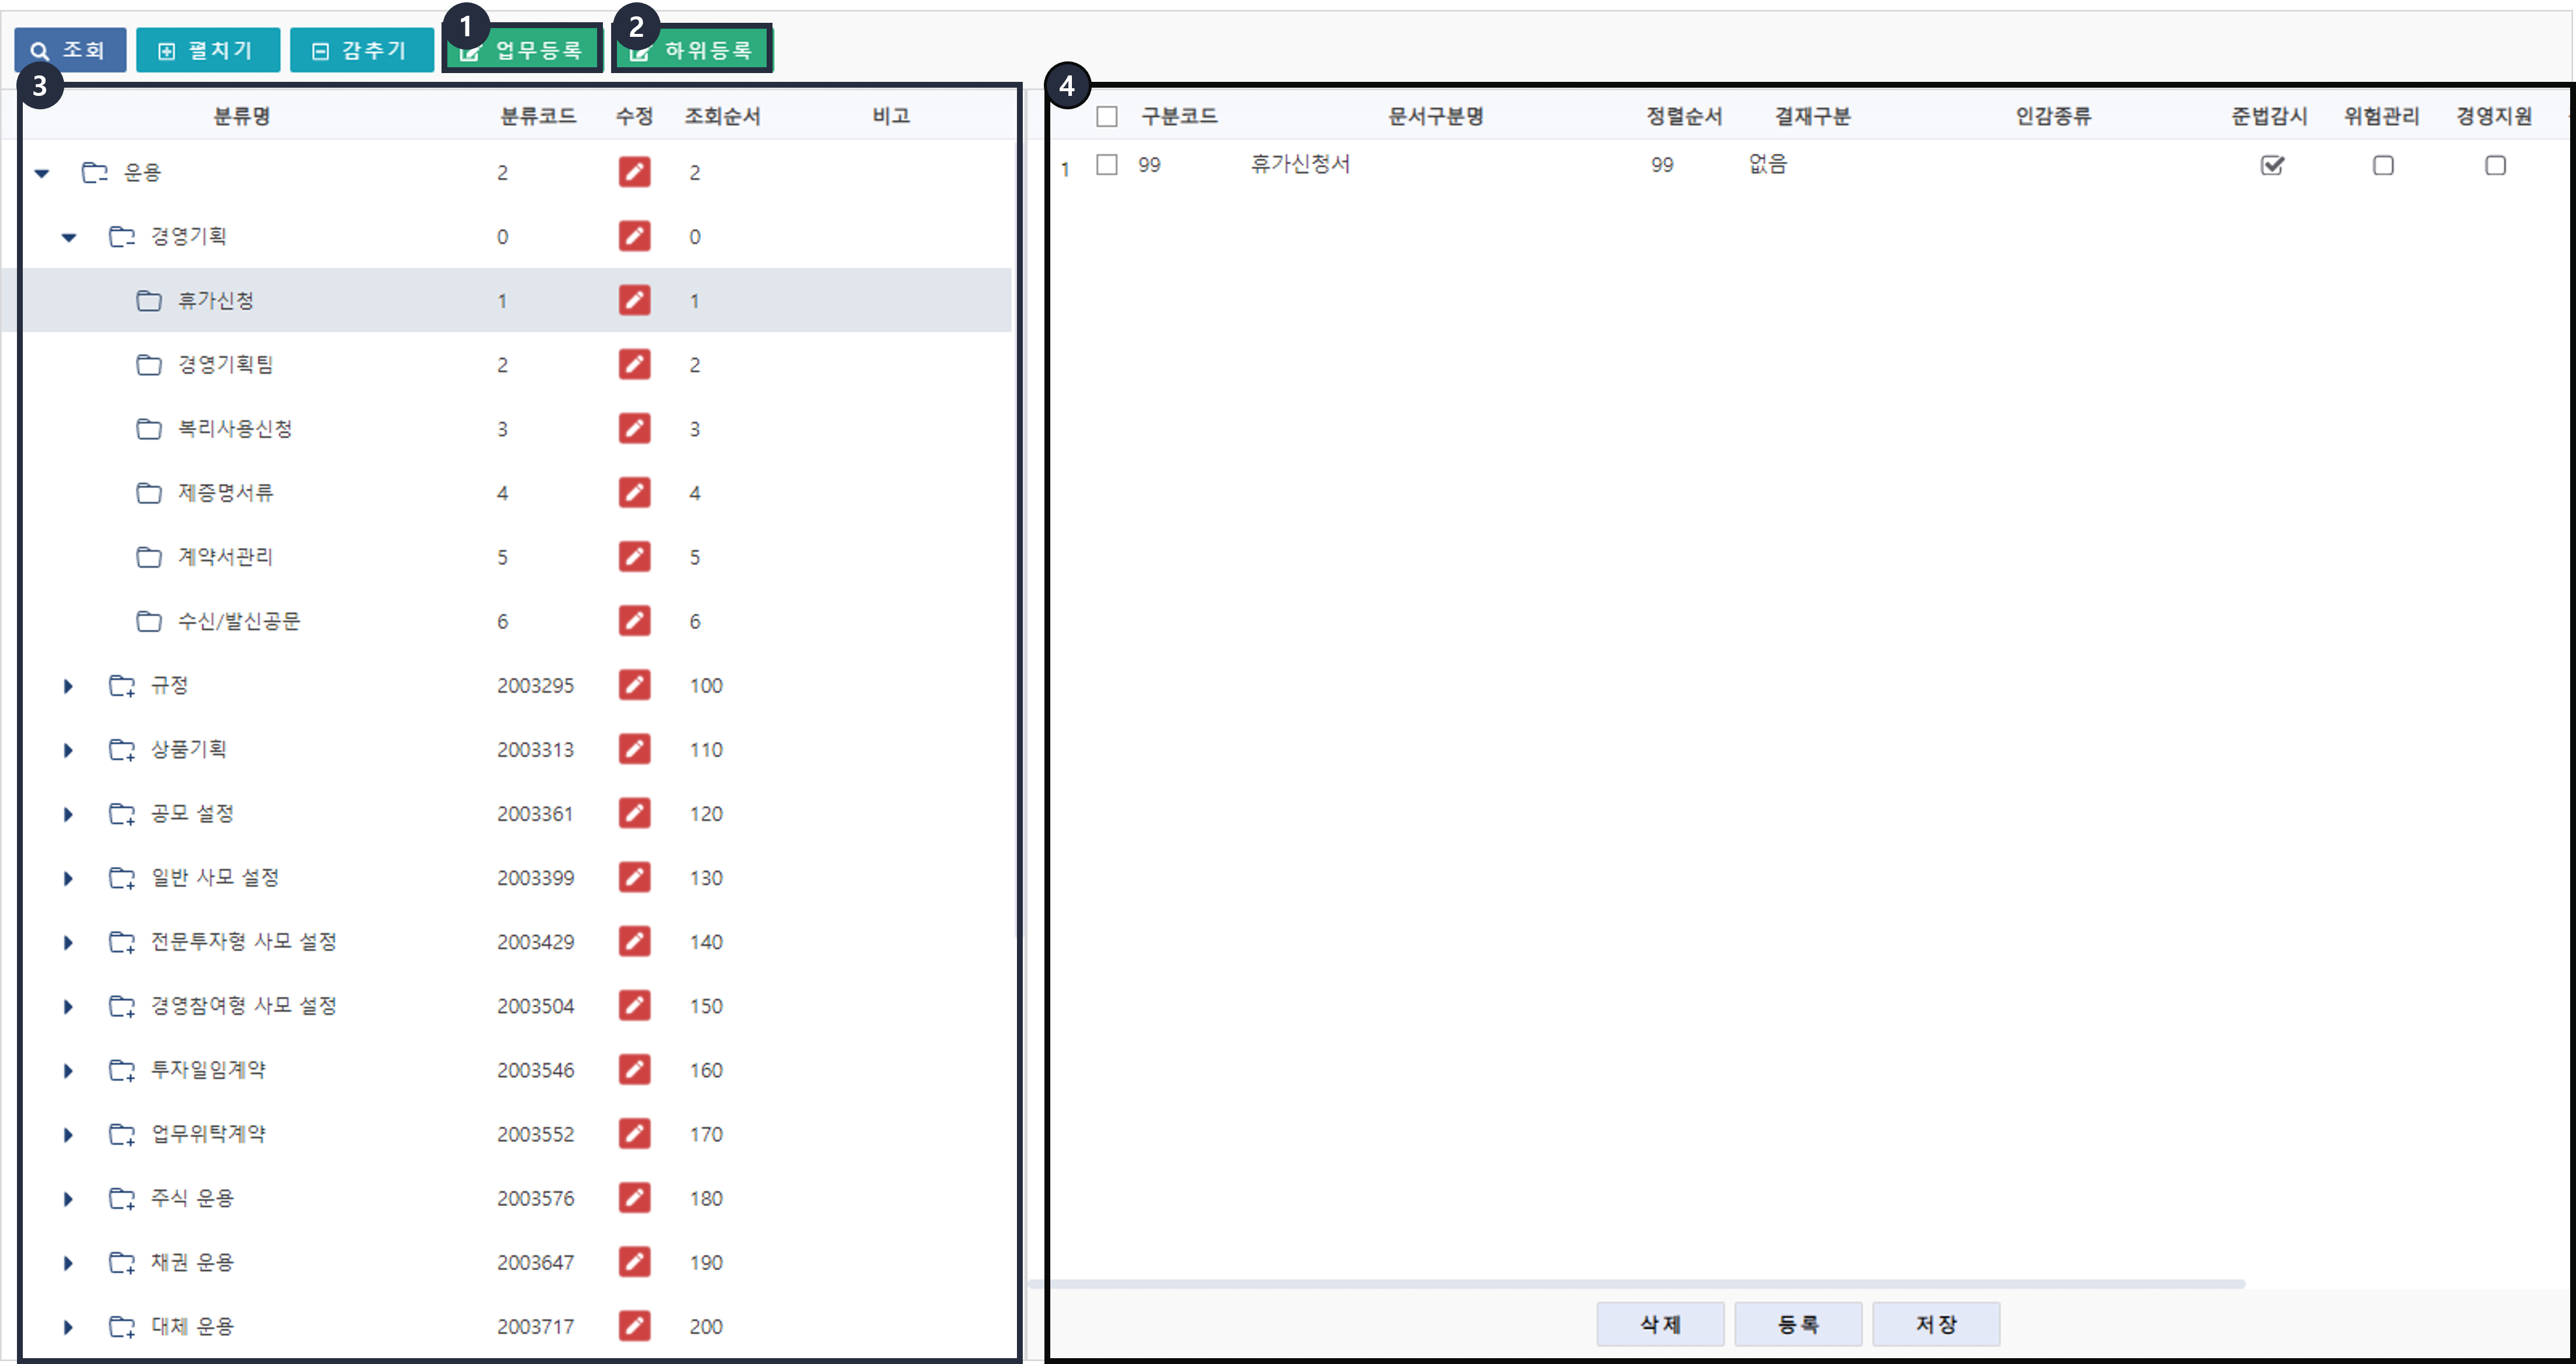 1 2
조회 펼치기 감추기 업무등록 하위등록
3 4
분류명 분류코드 수정 조회순서 비고
운용 2 2
경영기획 0 0
휴가신청 1 1
경영기획팀 2 2
복리사용신청 3 3
제증명서류 4 4
계약서관리 5 5
수신/발신공문 6 6
규정 2003295 100
상품기획 2003313 110
공모 설정 2003361 120
일반 사모 설정 2003399 130
전문투자형 사모 설정 2003429 140
경영참여형 사모 설정 2003504 150
투자일임계약 2003546 160
업무위탁계약 2003552 170
주식 운용 2003576 180
채권 운용 2003647 190
대체 운용 2003717 200
구분코드 문서구분명 정렬순서 결재구분 인감종류 준법감시 위험관리 경영지원
1 99 휴가신청서 99 없음
삭제 등록 저장